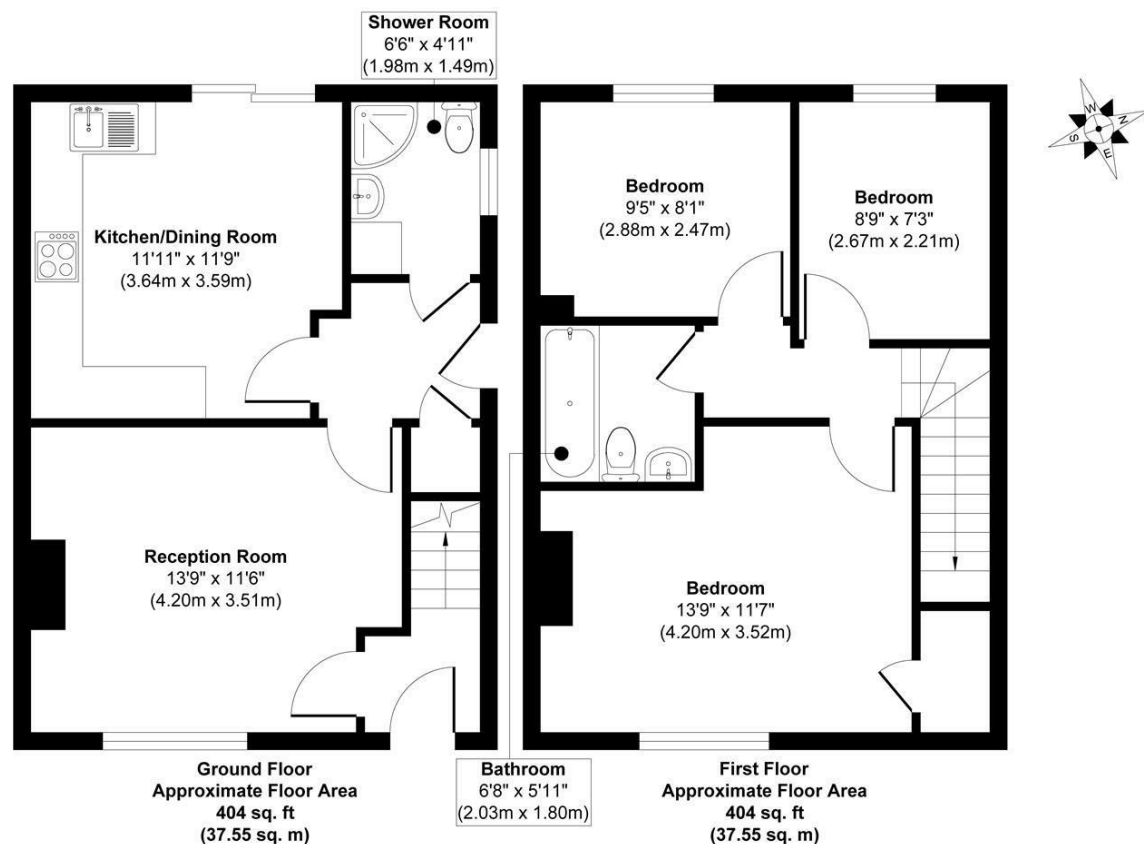 Shower Room
6'6" x 4'11"
(1.98m x 1.49m)
Kitchen/Dining Room
11'11" x 11'9"
(3.64m x 3.59m)
Reception Room
13'9" x 11'6"
(4.20m x 3.51m)
Ground Floor
Approximate Floor Area
404 sq. ft
(37.55 sq. m)
Bedroom
9'5" x 8'1"
(2.88m x 2.47m)
Bedroom
8'9" x 7'3"
(2.67m x 2.21m)
Bedroom
13'9" x 11'7"
(4.20m x 3.52m)
Bathroom
6'8" x 5'11"
(2.03m x 1.80m)
First Floor
Approximate Floor Area
404 sq. ft
(37.55 sq. m)
W
N
S
E